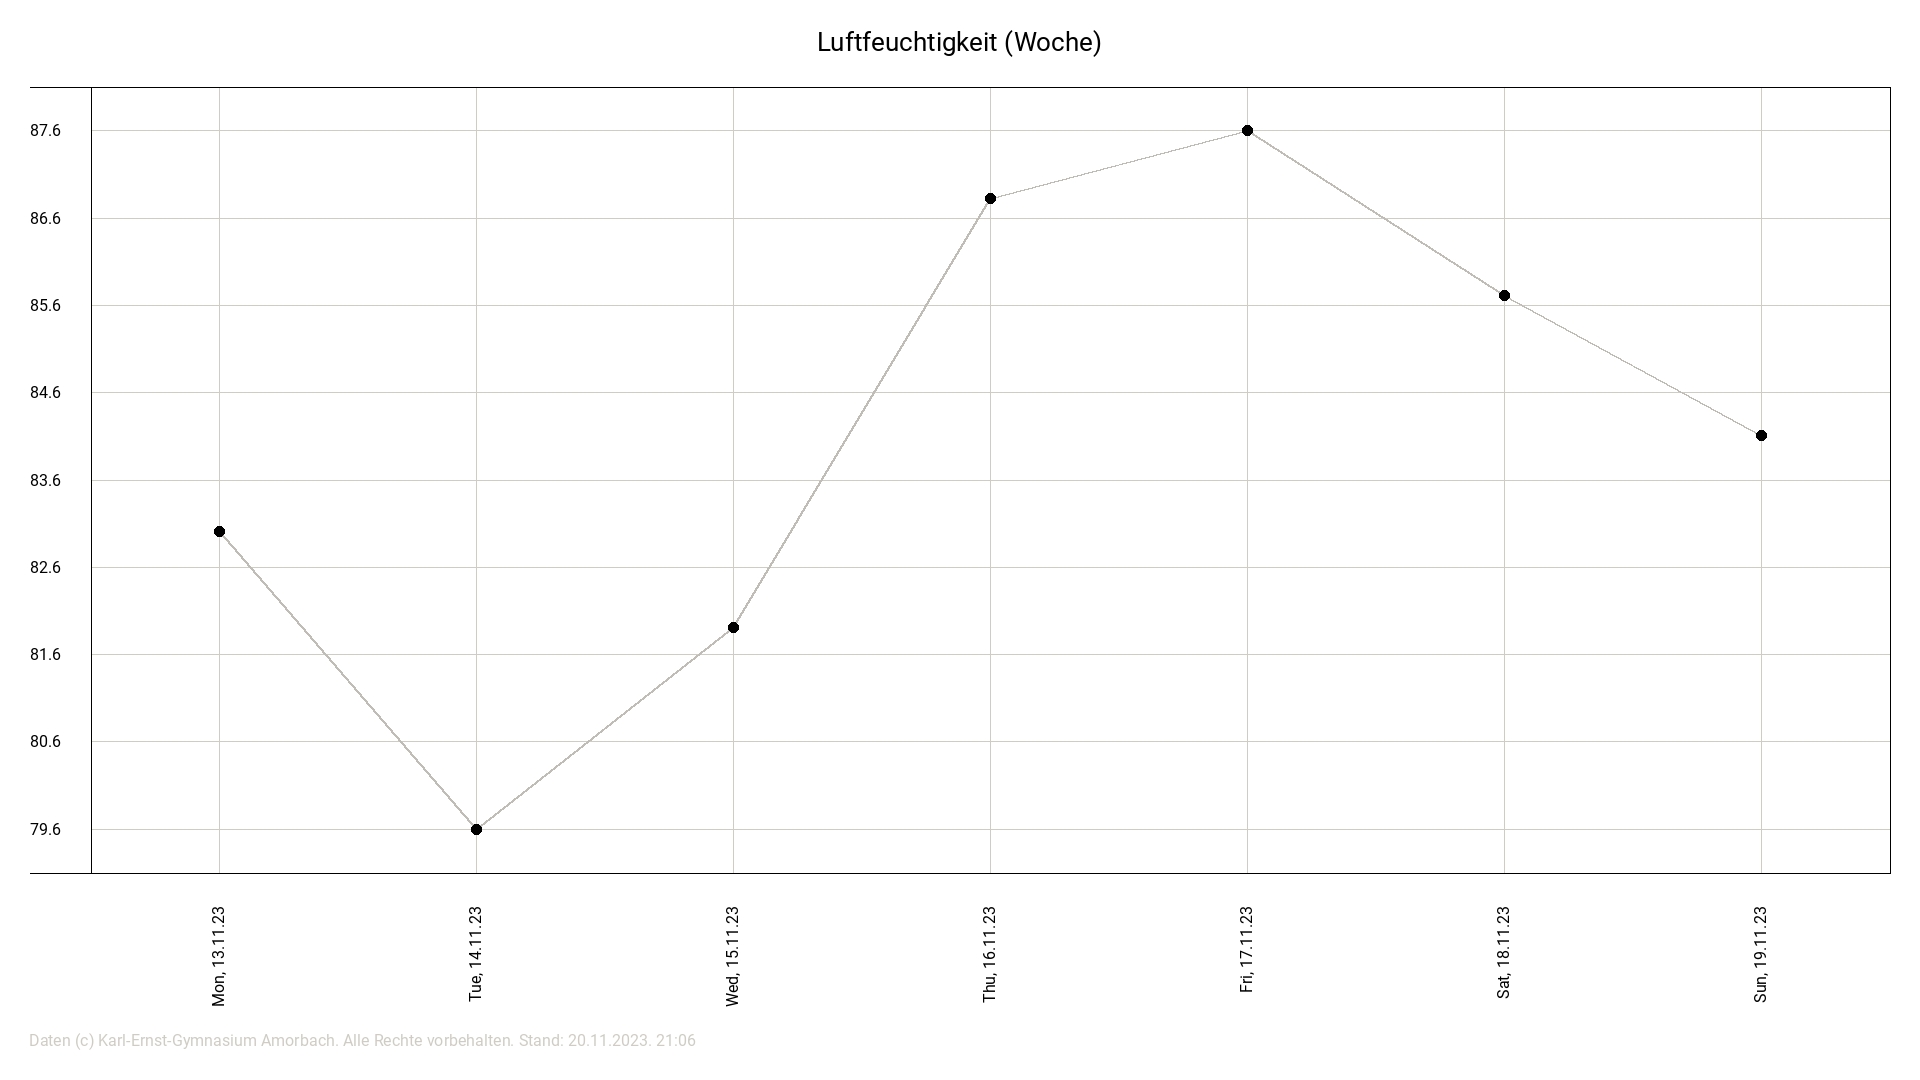 Luftfeuchtigkeit (Woche)
87.6
86.6
85.6
84.6
83.6
82.6
81.6
80.6
79.6
Mon, 13.11.23
Tue, 14.11.23
Wed, 15.11.23
Thu, 16.11.23
Fri, 17.11.23
Sat, 18.11.23
Sun, 19.11.23
Daten (c) Karl-Ernst-Gymnasium Amorbach. Alle Rechte vorbehalten. Stand: 20.11.2023. 21:06